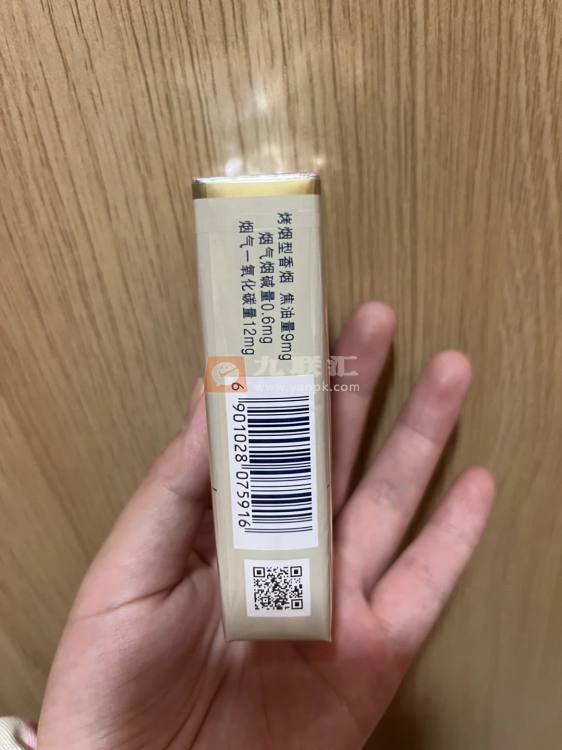 烤烟型香烟 焦油量9mg
烟气烟碱量0.6mg
烟气一氧化碳量12mg
九联汇
www.yanpk.com
6 901028 075916